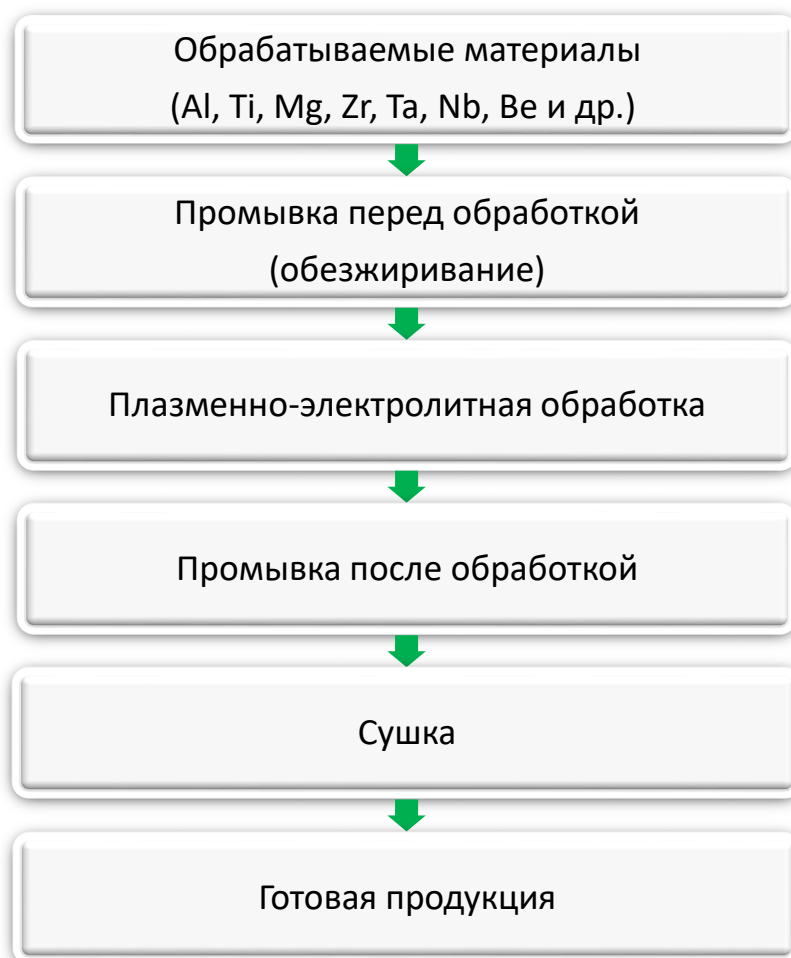 Обрабатываемые материалы
(Al, Ti, Mg, Zr, Ta, Nb, Be и др.)
Промывка перед обработкой
(обезжиривание)
Плазменно-электролитная обработка
Промывка после обработкой
Сушка
Готовая продукция